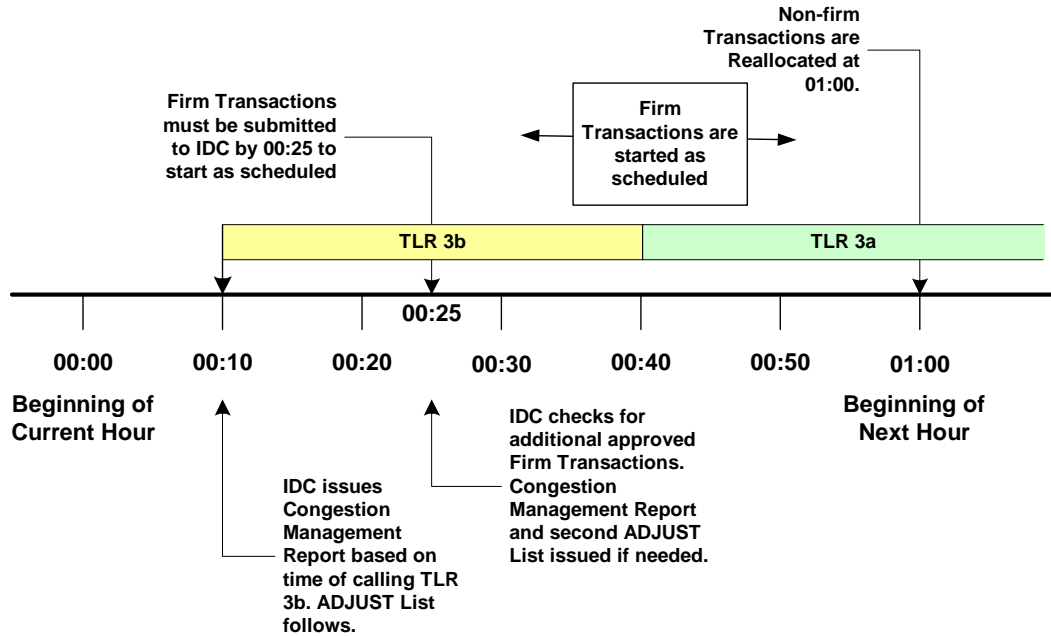 Non-firm
Transactions are
Reallocated at
01:00.
Firm Transactions
must be submitted
to IDC by 00:25 to
start as scheduled
Firm
Transactions are
started as
scheduled
TLR 3b
TLR 3a
00:25
00:00
00:10
00:20
00:30
00:40
00:50
01:00
Beginning of
Current Hour
Beginning of
Next Hour
IDC issues
Congestion
Management
Report based on
time of calling TLR
3b. ADJUST List
follows.
IDC checks for
additional approved
Firm Transactions.
Congestion
Management Report
and second ADJUST
List issued if needed.